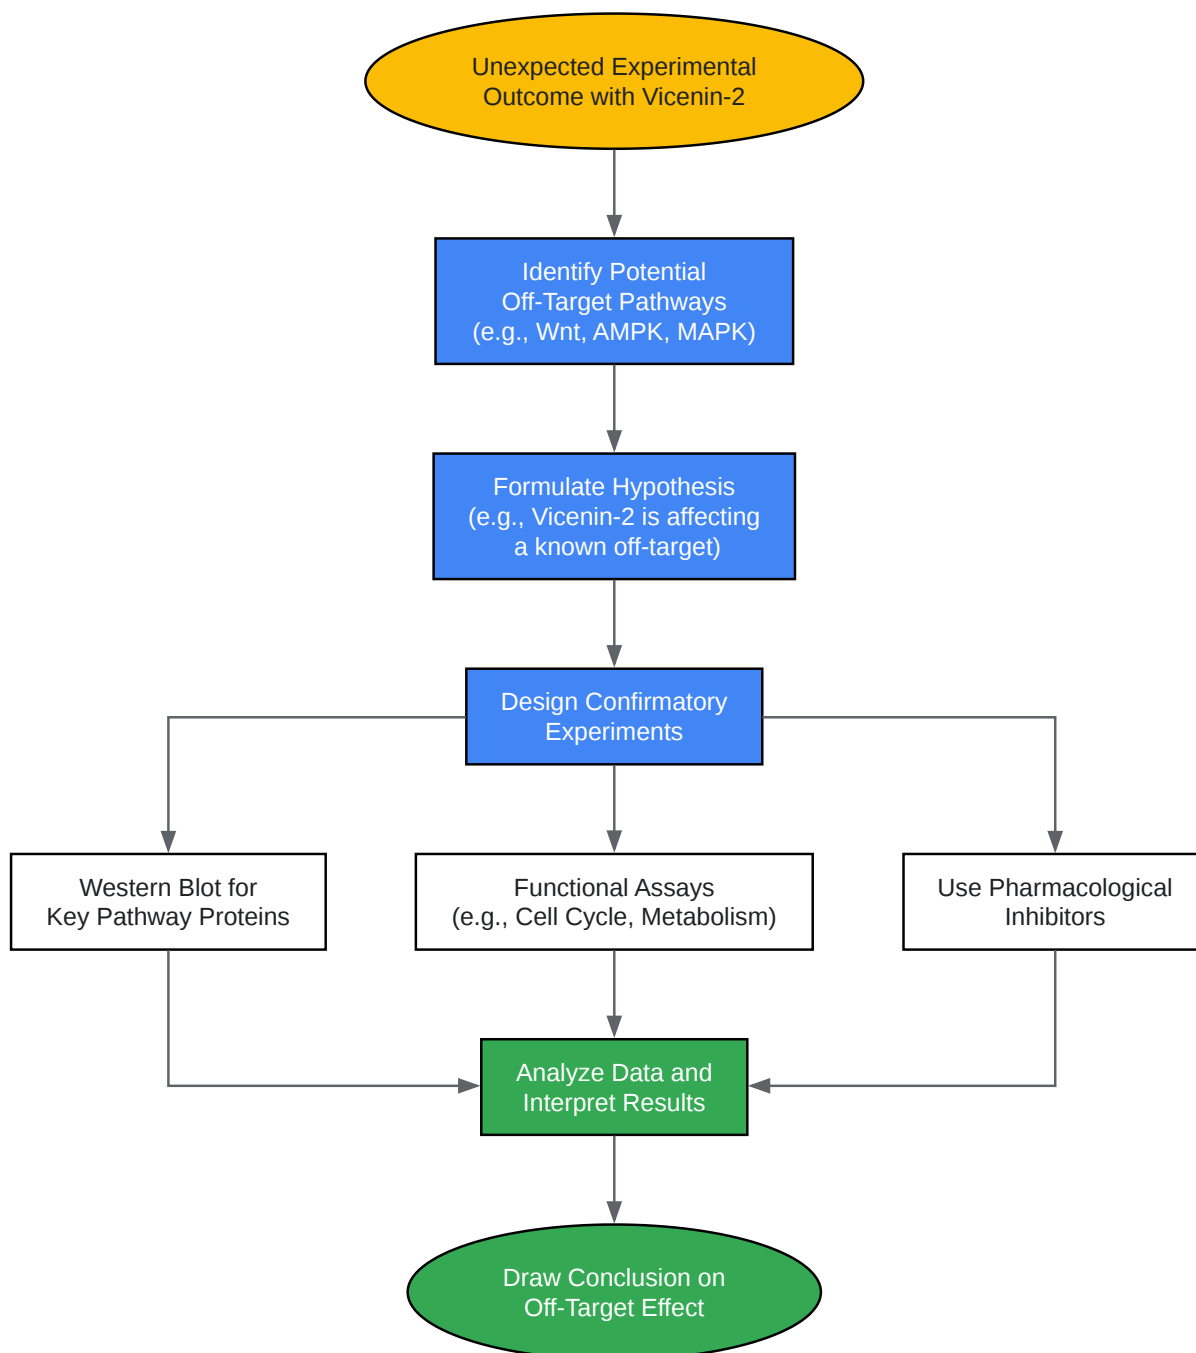 Unexpected Experimental
Outcome with Vicenin-2
Identify Potential
Off-Target Pathways
(e.g., Wnt, AMPK, MAPK)
Formulate Hypothesis
(e.g., Vicenin-2 is affecting
a known off-target)
Design Confirmatory
Experiments
Western Blot for
Key Pathway Proteins
Functional Assays
(e.g., Cell Cycle, Metabolism)
Use Pharmacological
Inhibitors
Analyze Data and
Interpret Results
Draw Conclusion on
Off-Target Effect